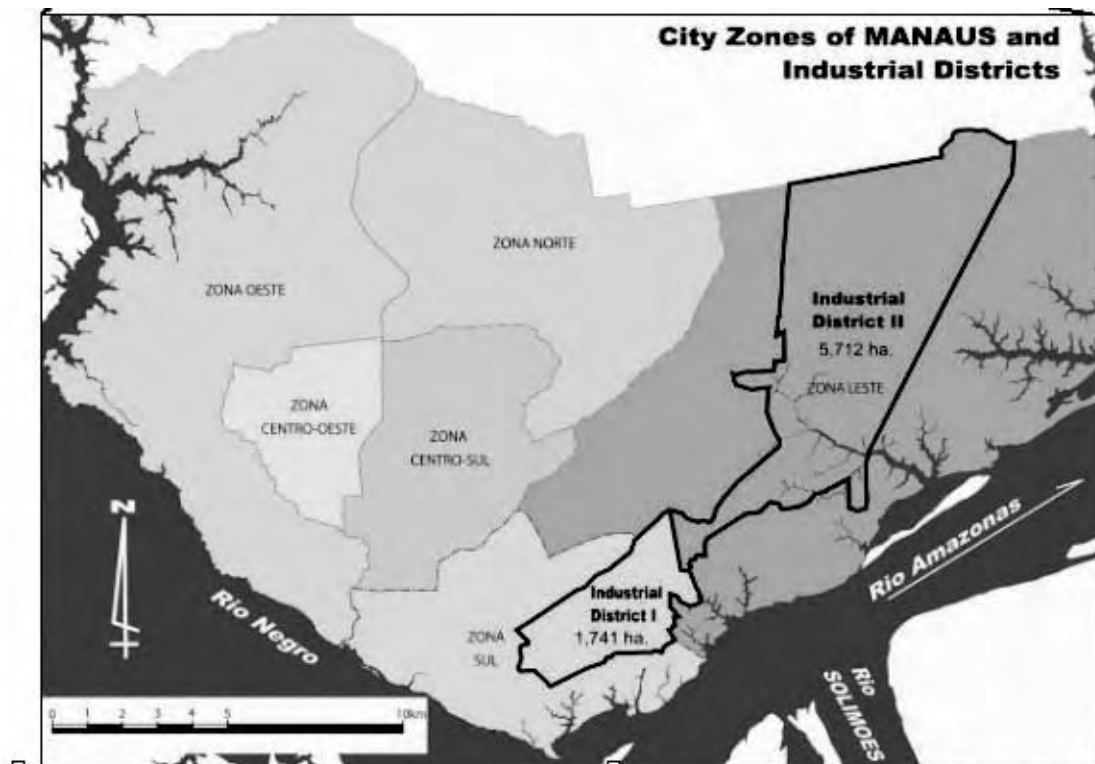 City Zones of MANAUS and
Industrial Districts
ZONA NORTE
ZONA OESTE
Industrial
District II
5.712 ha.
ZONA LESTE
ZONA
CENTRO-OESTE
ZONA
CENTRO-SUL
N
Rio Amazonas
Rio Negro
Industrial
District I
1,741 ha.
ZONA
SUL
Rio
SOLIMOES
0 1 2 3 4 5 10km